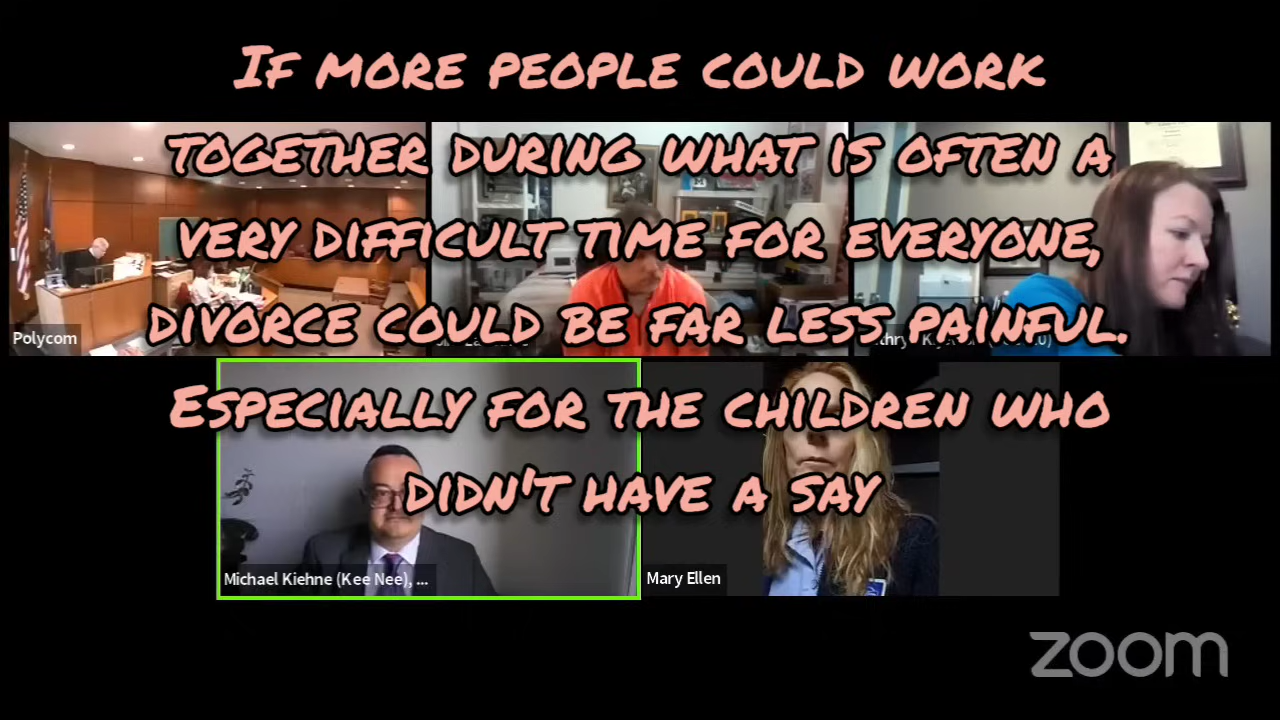 If more people could work
together during what is often a
very difficult time for everyone,
divorce could be far less painful.
Polycom
Especially for the children who
didn't have a say
Michael Kiehne (Kee Nee), ...
Mary Ellen
zoom